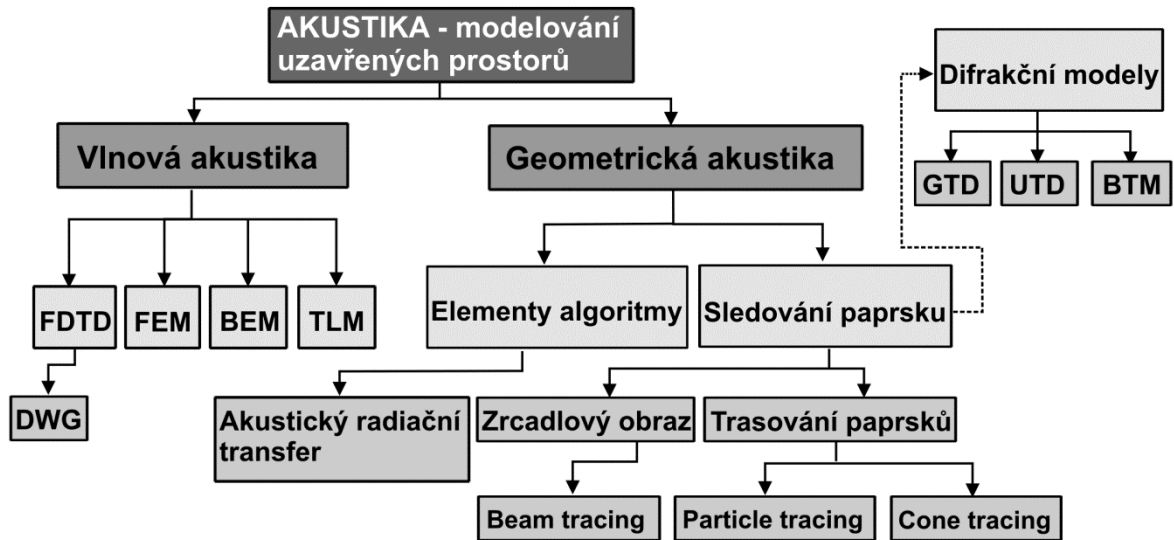 AKUSTIKA - modelování
uzavřených prostorů
Difrakční modely
Vlnová akustika
Geometrická akustika
GTD
UTD
BTM
Elementy algoritmy
Sledování paprsku
FDTD
FEM
BEM
TLM
DWG
Akustický radiační
transfer
Zrcadlový obraz
Trasování paprsků
Beam tracing
Particle tracing
Cone tracing